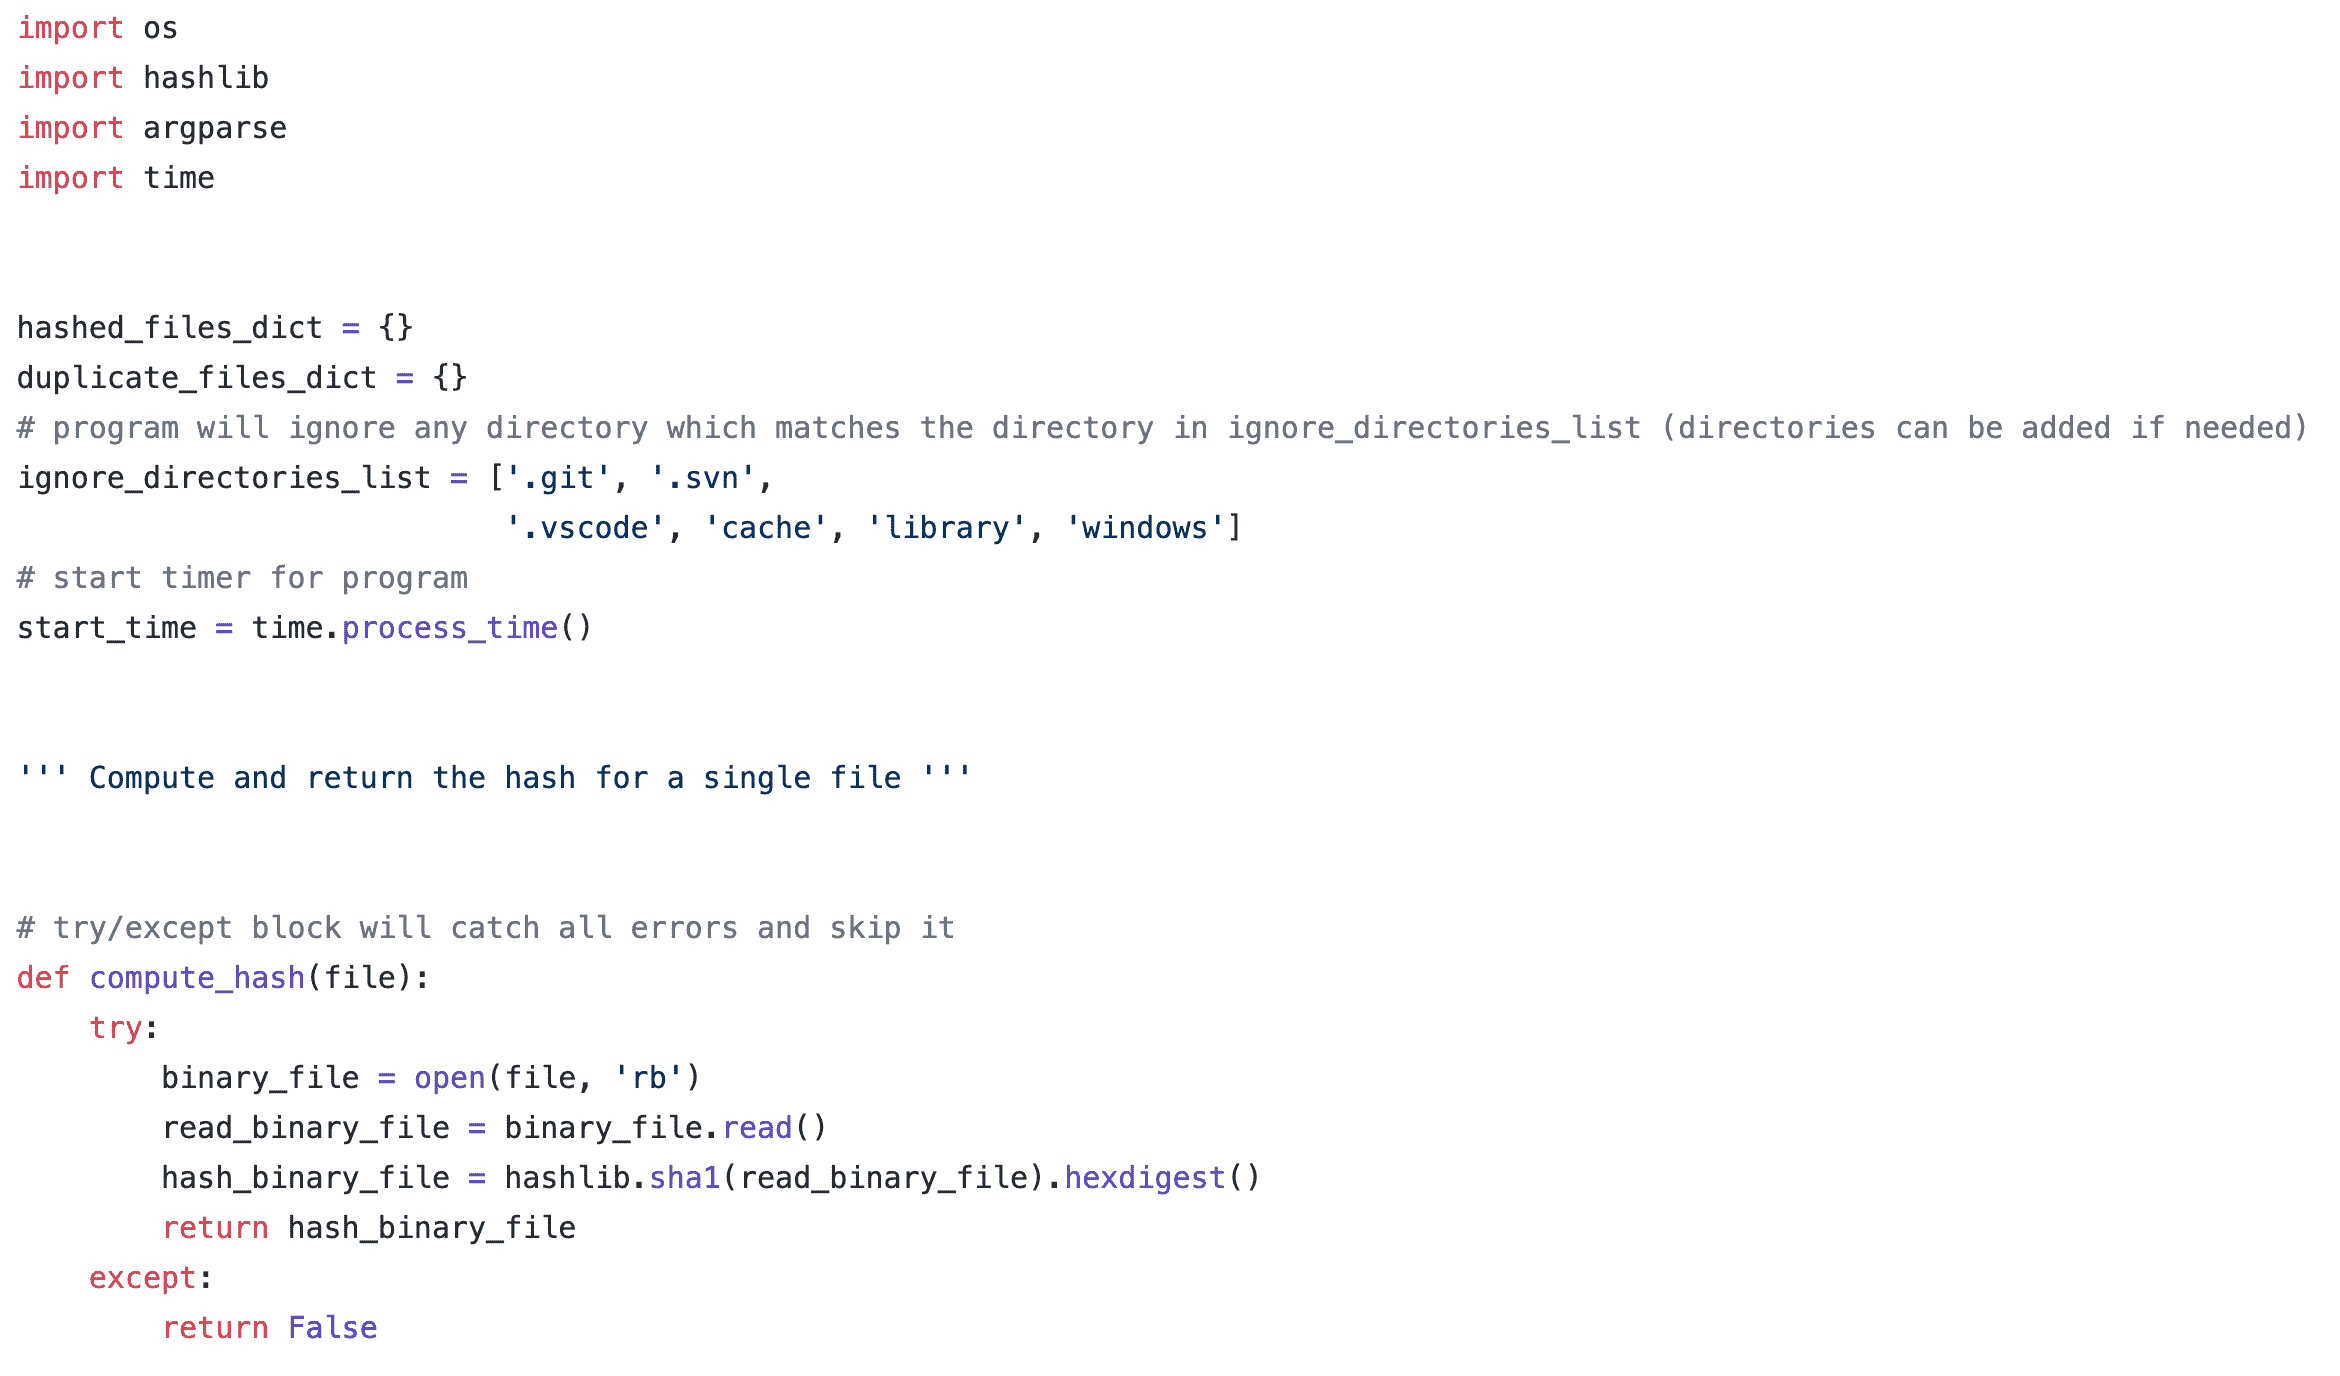 import os
import hashlib
import argparse
import time
hashed_files_dict = {}
duplicate_files_dict = {}
# program will ignore any directory which matches the directory in ignore_directories_list (directories can be added if needed)
ignore_directories_list = ['.git', '.svn',
                           '.vscode', 'cache', 'library', 'windows']
# start timer for program
start_time = time.process_time()
''' Compute and return the hash for a single file '''
# try/except block will catch all errors and skip it
def compute_hash(file):
    try:
        binary_file = open(file, 'rb')
        read_binary_file = binary_file.read()
        hash_binary_file = hashlib.sha1(read_binary_file).hexdigest()
        return hash_binary_file
    except:
        return False